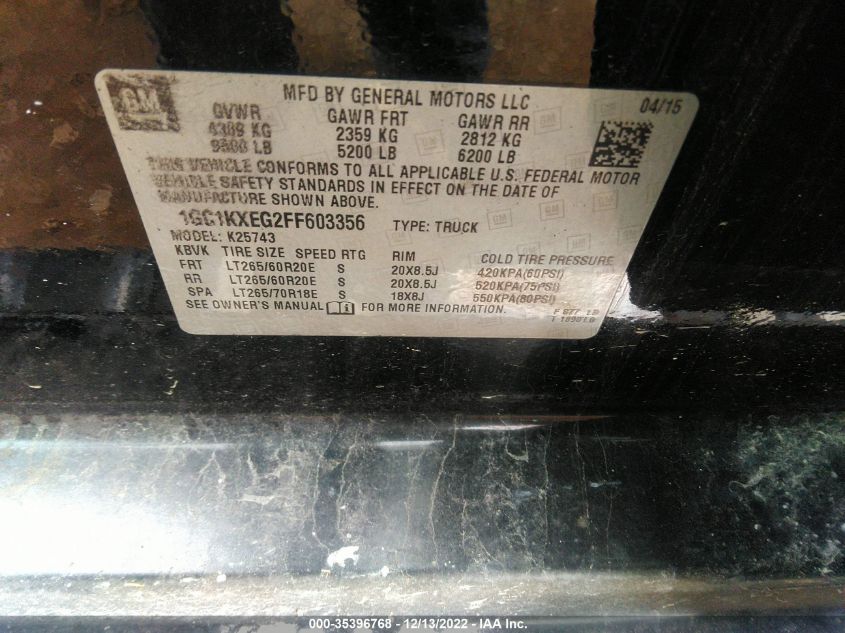 GM
MFD BY GENERAL MOTORS LLC 04/15
GVWR GAWR FRT GAWR RR
KG 2359 KG 2812 KG
LB 5200 LB 6200 LB
THIS VEHICLE CONFORMS TO ALL APPLICABLE U.S. FEDERAL MOTOR
VEHICLE SAFETY STANDARDS IN EFFECT ON THE DATE OF
MANUFACTURE SHOWN ABOVE.
1GC1KXEG2FF603356 TYPE: TRUCK
MODEL: K25743
KBVK TIRE SIZE SPEED RTG RIM COLD TIRE PRESSURE
FRT LT265/60R20E S 20X8.5J 420KPA(60PSI)
RR LT265/60R20E S 20X8.5J 520KPA(75PSI)
SPA LT265/70R18E S 18X8J 550KPA(80PSI)
SEE OWNER'S MANUAL FOR MORE INFORMATION.
000-35396768 - 12/13/2022 - IAA Inc.